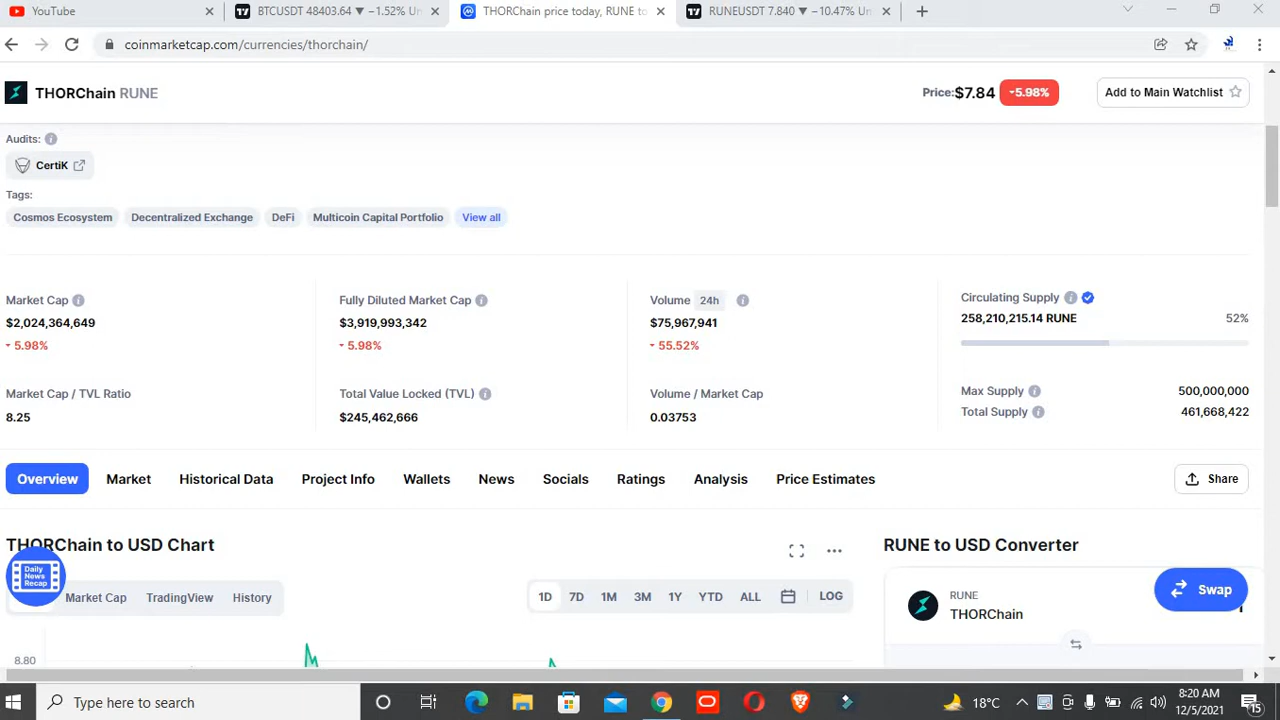 YouTube
BTCUSDT 48403.64 ▼ −1.52% Un
THORChain price today, RUNE to
RUNEUSDT 7.840 ▼ −10.47% Un
coinmarketcap.com/currencies/thorchain/
THORChain RUNE
Price:$7.84 5.98%
Add to Main Watchlist
Audits:
CertiK
Tags:
Cosmos Ecosystem Decentralized Exchange DeFi Multicoin Capital Portfolio View all
Market Cap
$2,024,364,649
5.98%
Fully Diluted Market Cap
$3,919,993,342
5.98%
Volume 24h
$75,967,941
55.52%
Circulating Supply
258,210,215.14 RUNE 52%
Market Cap / TVL Ratio
8.25
Total Value Locked (TVL)
$245,462,666
Volume / Market Cap
0.03753
Max Supply 500,000,000
Total Supply 461,668,422
Overview Market Historical Data Project Info Wallets News Socials Ratings Analysis Price Estimates
Share
THORChain to USD Chart
Daily
News
Recap
Market Cap TradingView History
1D 7D 1M 3M 1Y YTD ALL LOG
8.80
RUNE to USD Converter
RUNE
THORChain
Swap
Type here to search
18°C
8:20 AM
12/5/2021
15